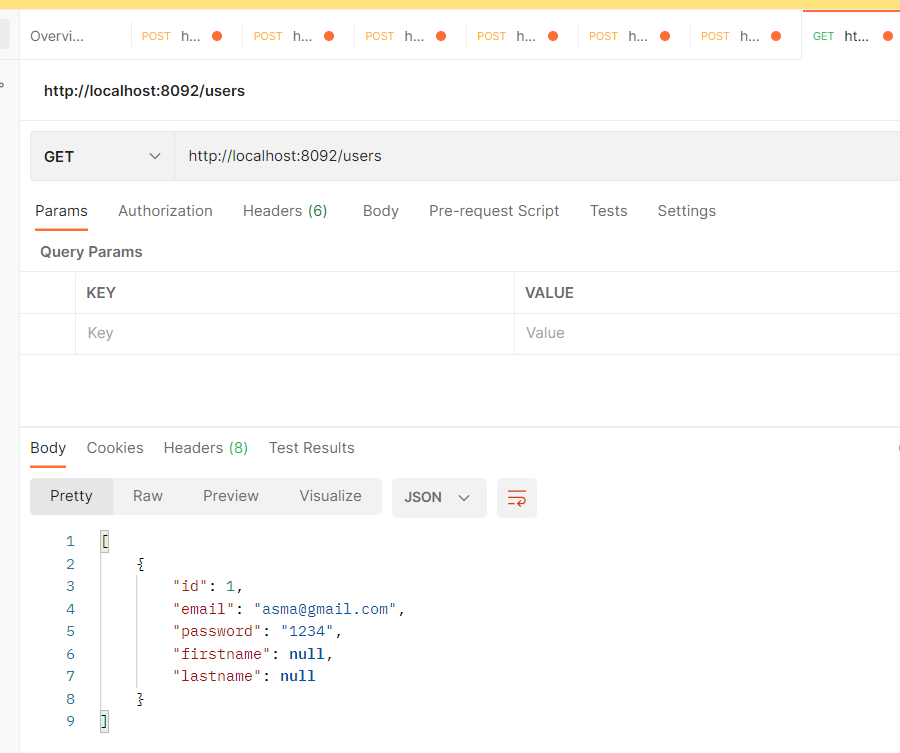 Overvi... POST h... POST h... POST h... POST h... POST h... POST h... GET ht...
http://localhost:8092/users
GET http://localhost:8092/users
Params Authorization Headers (6) Body Pre-request Script Tests Settings
Query Params
KEY VALUE
Key Value
Body Cookies Headers (8) Test Results
Pretty Raw Preview Visualize JSON
1 [
2 {
3 "id": 1,
4 "email": "asma@gmail.com",
5 "password": "1234",
6 "firstname": null,
7 "lastname": null
8 }
9 ]